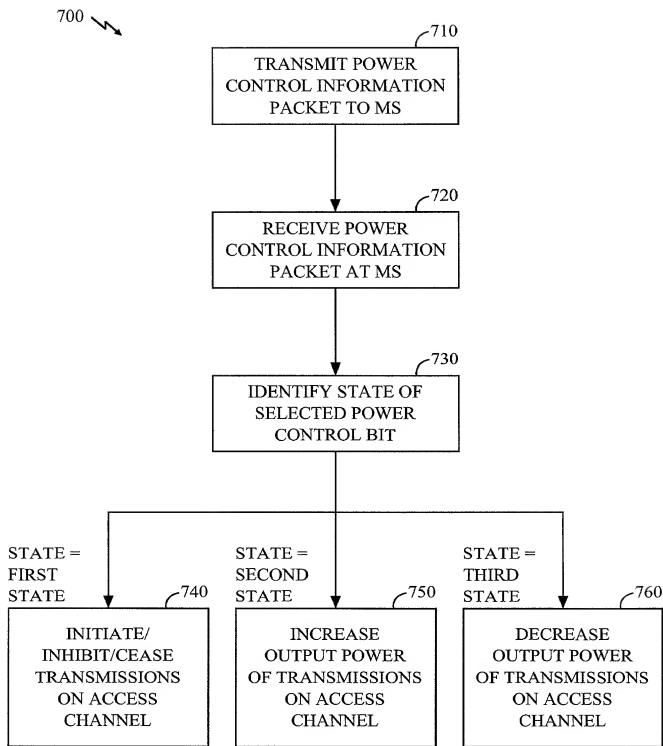 700
710
TRANSMIT POWER
CONTROL INFORMATION
PACKET TO MS
720
RECEIVE POWER
CONTROL INFORMATION
PACKET AT MS
730
IDENTIFY STATE OF
SELECTED POWER
CONTROL BIT
STATE =
FIRST
STATE
740
INITIATE/
INHIBIT/CEASE
TRANSMISSIONS
ON ACCESS
CHANNEL
STATE =
SECOND
STATE
750
INCREASE
OUTPUT POWER
OF TRANSMISSIONS
ON ACCESS
CHANNEL
STATE =
THIRD
STATE
760
DECREASE
OUTPUT POWER
OF TRANSMISSIONS
ON ACCESS
CHANNEL